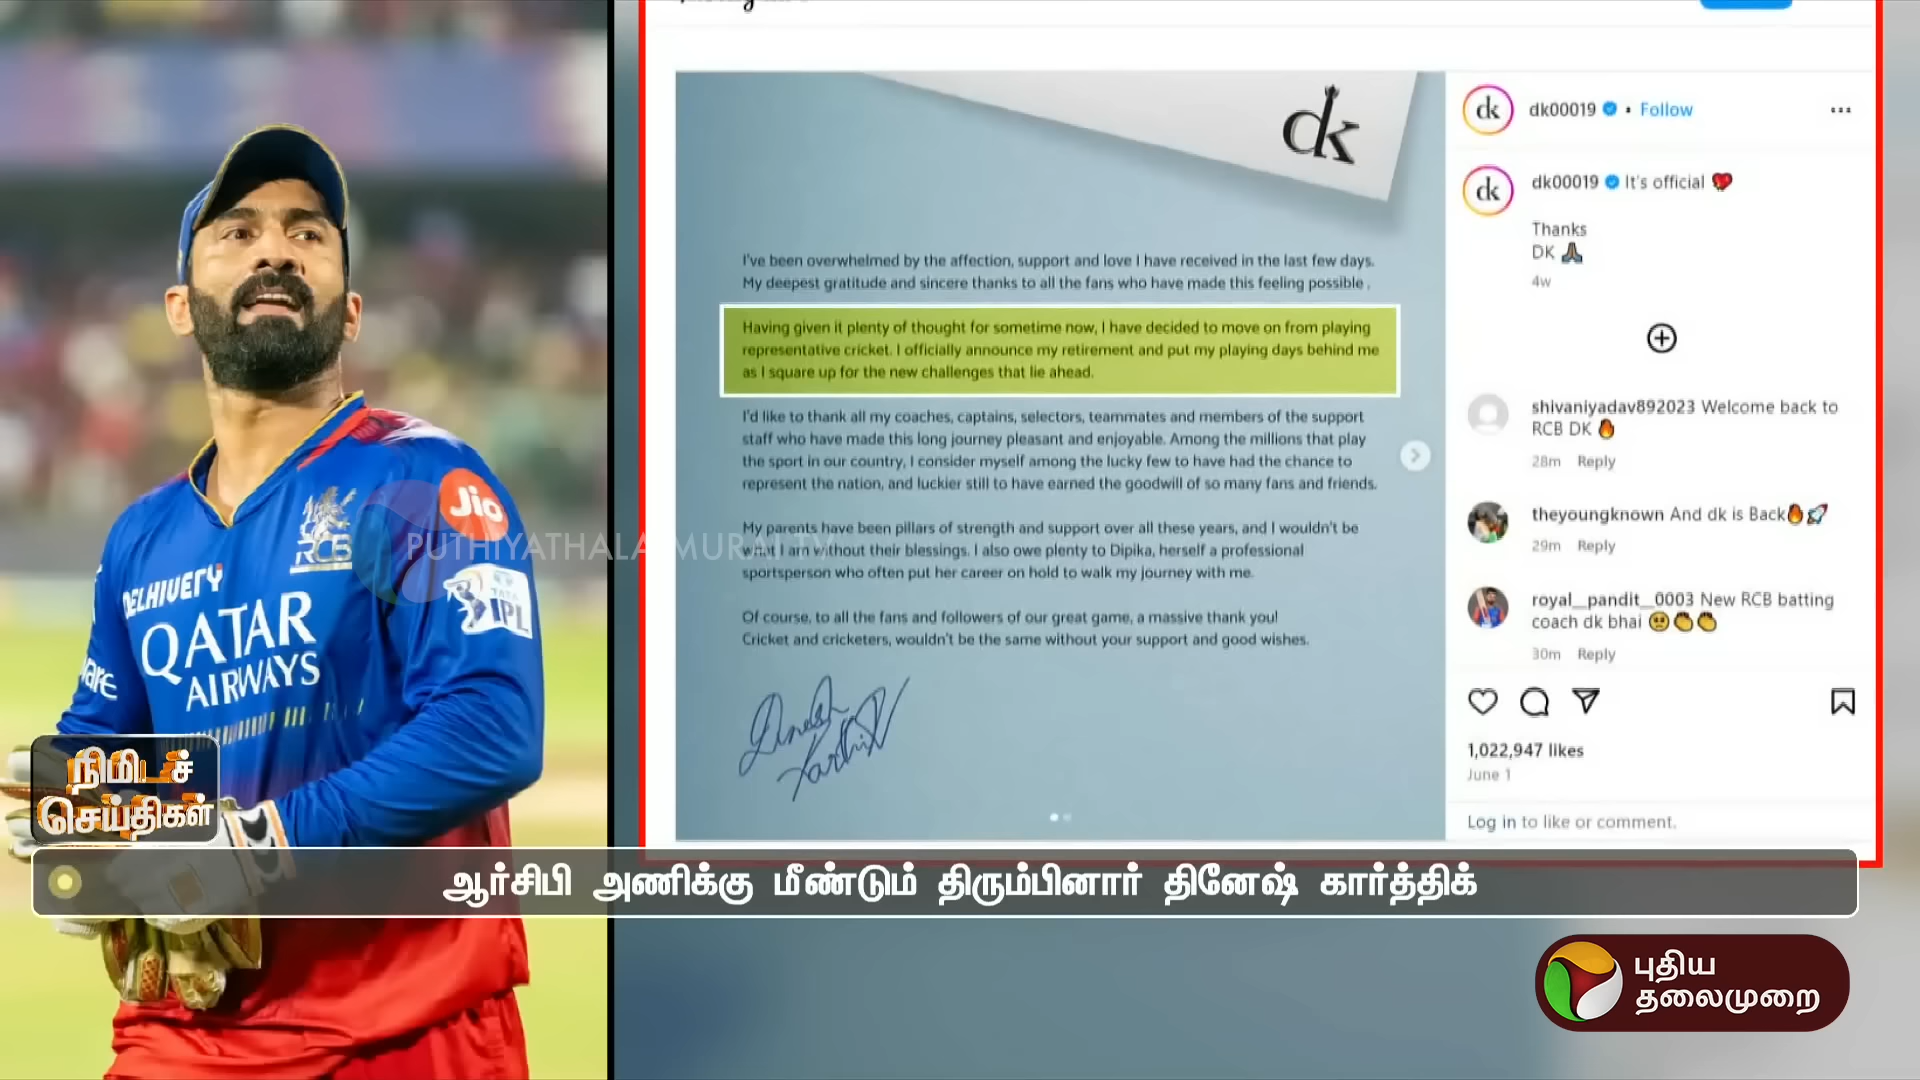 dk
I've been overwhelmed by the affection, support and love I have received in the last few days.
My deepest gratitude and sincere thanks to all the fans who have made this feeling possible .
Having given it plenty of thought for sometime now, I have decided to move on from playing
representative cricket. I officially announce my retirement and put my playing days behind me
as I square up for the new challenges that lie ahead.
I'd like to thank all my coaches, captains, selectors, teammates and members of the support
staff who have made this long journey pleasant and enjoyable. Among the millions that play
the sport in our country, I consider myself among the lucky few to have had the chance to
represent the nation, and luckier still to have earned the goodwill of so many fans and friends.
My parents have been pillars of strength and support over all these years, and I wouldn't be
what I am without their blessings. I also owe plenty to Dipika, herself a professional
sportsperson who often put her career on hold to walk my journey with me.
Of course, to all the fans and followers of our great game, a massive thank you!
Cricket and cricketers, wouldn't be the same without your support and good wishes.
Dinesh
Karthik
dk dk00019 • Follow
dk dk00019 It's official ❤️
Thanks
DK 🙏🏽
4w
shivaniyadav892023 Welcome back to
RCB DK 🔥
28m Reply
theyoungknown And dk is Back🔥🚀
29m Reply
royal__pandit__0003 New RCB batting
coach dk bhai 🥺👏👏
30m Reply
1,022,947 likes
June 1
Log in to like or comment.
Jio
RCB
PUTHIYATHALAIMURAI TV
DELHIVERY
TATA
IPL
QATAR
AIRWAYS
நிமிடச்
செய்திகள்
ஆர்சிபி அணிக்கு மீண்டும் திரும்பினார் தினேஷ் கார்த்திக்
புதிய
தலைமுறை